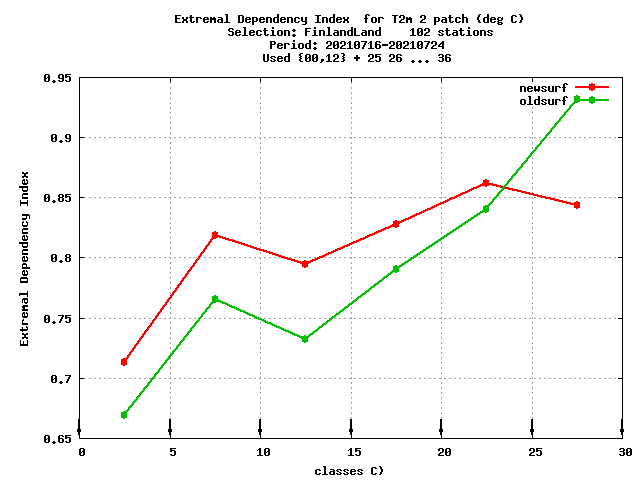 Extremal Dependency Index  for T2m 2 patch (deg C)
Selection: FinlandLand    102 stations
Period: 20210716-20210724
Used {00,12} + 25 26 ... 36
newsurf
oldsurf
0.95
0.9
0.85
0.8
0.75
0.7
0.65
Extremal Dependency Index
0 5 10 15 20 25 30
classes C)